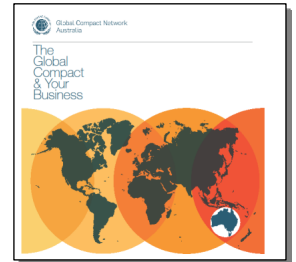 Global Compact Network
Australia
The
Global
Compact
& Your
Business